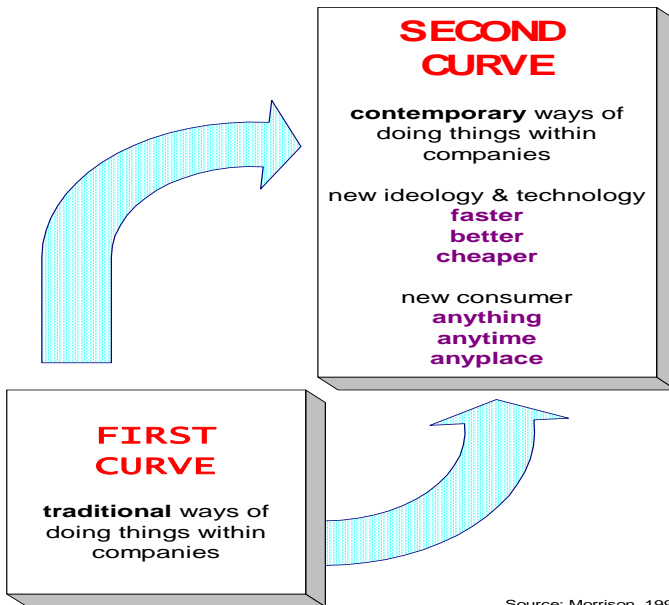 SECOND
CURVE
contemporary ways of
doing things within
companies
new ideology & technology
faster
better
cheaper
new consumer
anything
anytime
anyplace
FIRST
CURVE
traditional ways of
doing things within
companies
Source: Morrison,